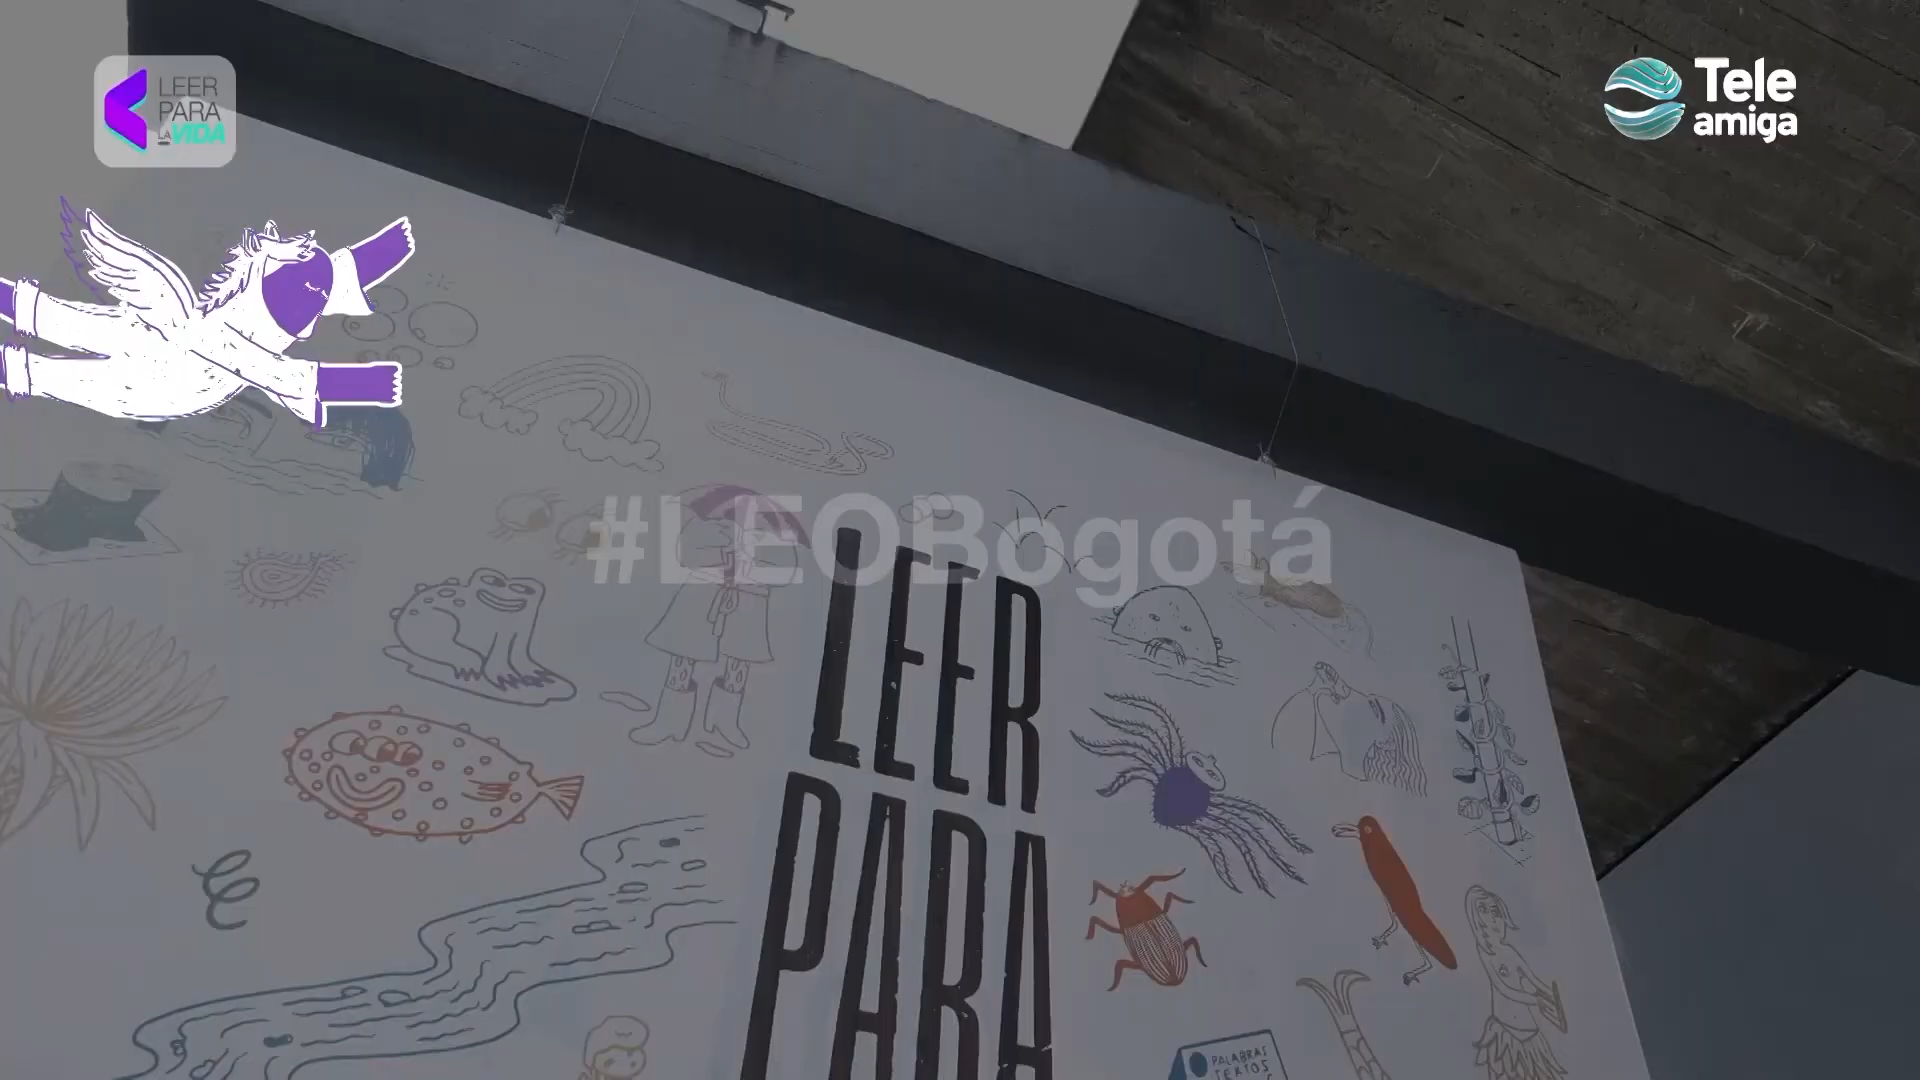 LEER
PARA
LA VIDA
Tele
amiga
#LEOBogotá
LEER
PARA
PALABRAS
TEXTOS